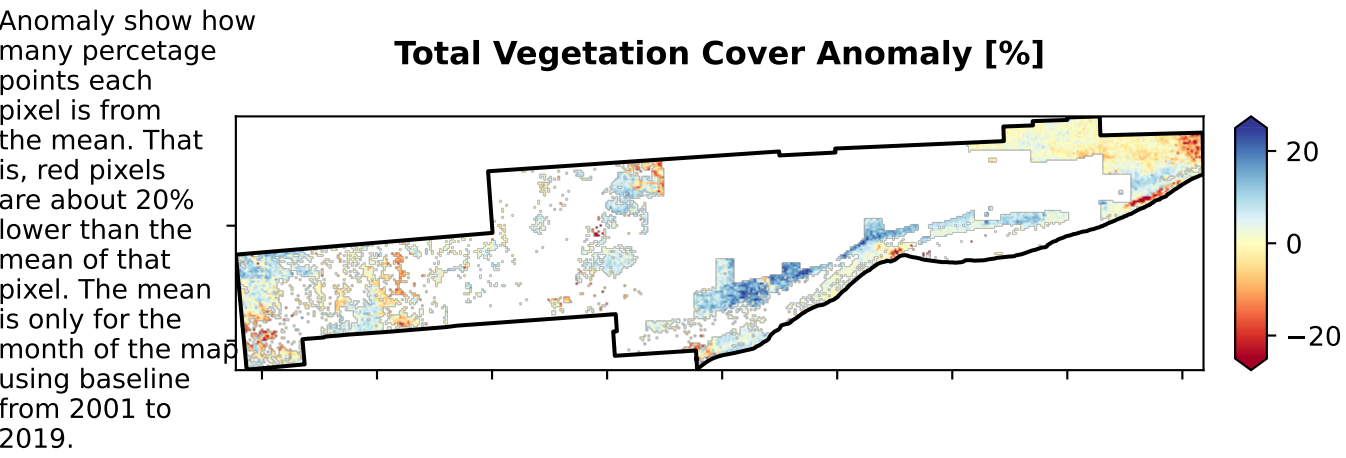 Anomaly show how
many percetage
points each
pixel is from
the mean. That
is, red pixels
are about 20%
lower than the
mean of that
pixel. The mean
is only for the
month of the map
using baseline
from 2001 to
2019.
Total Vegetation Cover Anomaly [%]
20
0
−20